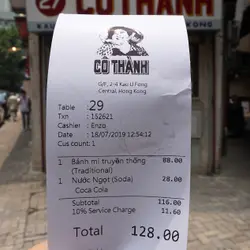 CÔ THÀNH
KAU
KONG
CÔ THÀNH
G/F, 2-4 Kau U Fong
Central, Hong Kong
Table : 29
Txn : 152621
Cashier : Enzo
Date : 18/07/2019 12:54:12
Cus count : 1
1 Bánh mì truyền thống 88.00
(Traditional)
1 Nước Ngọt (Soda) 28.00
Coca Cola
Subtotal 116.00
10% Service Charge 11.60
Total 128.00